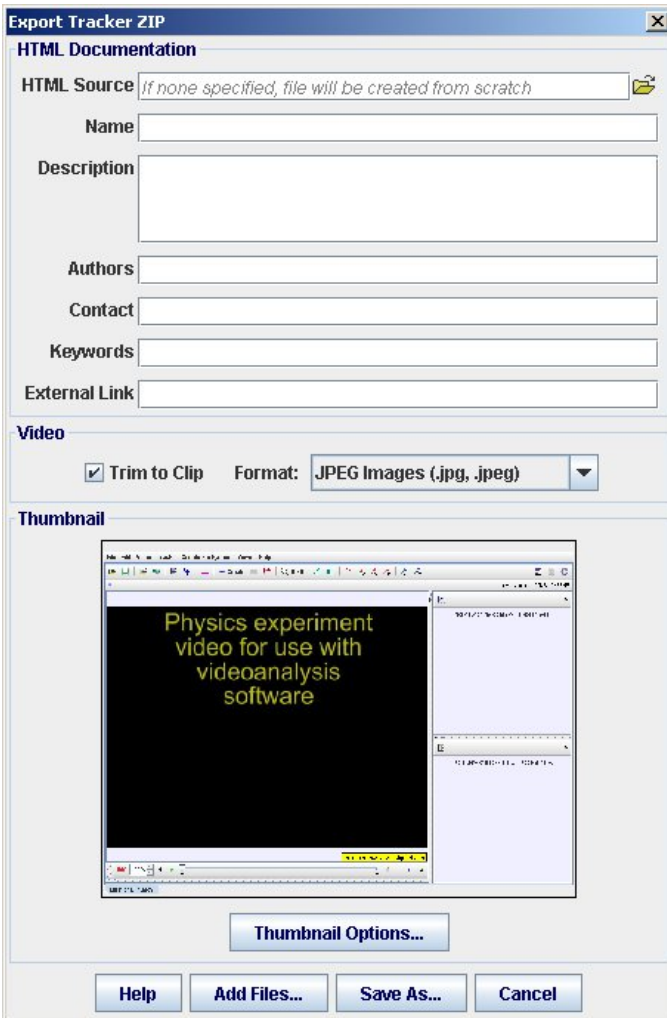 Export Tracker ZIP
HTML Documentation
HTML Source If none specified, file will be created from scratch
Name
Description
Authors
Contact
Keywords
External Link
Video
Trim to Clip Format: JPEG Images (.jpg, .jpeg)
Thumbnail
Physics experiment
video for use with
videoanalysis
software
Thumbnail Options...
Help Add Files... Save As... Cancel